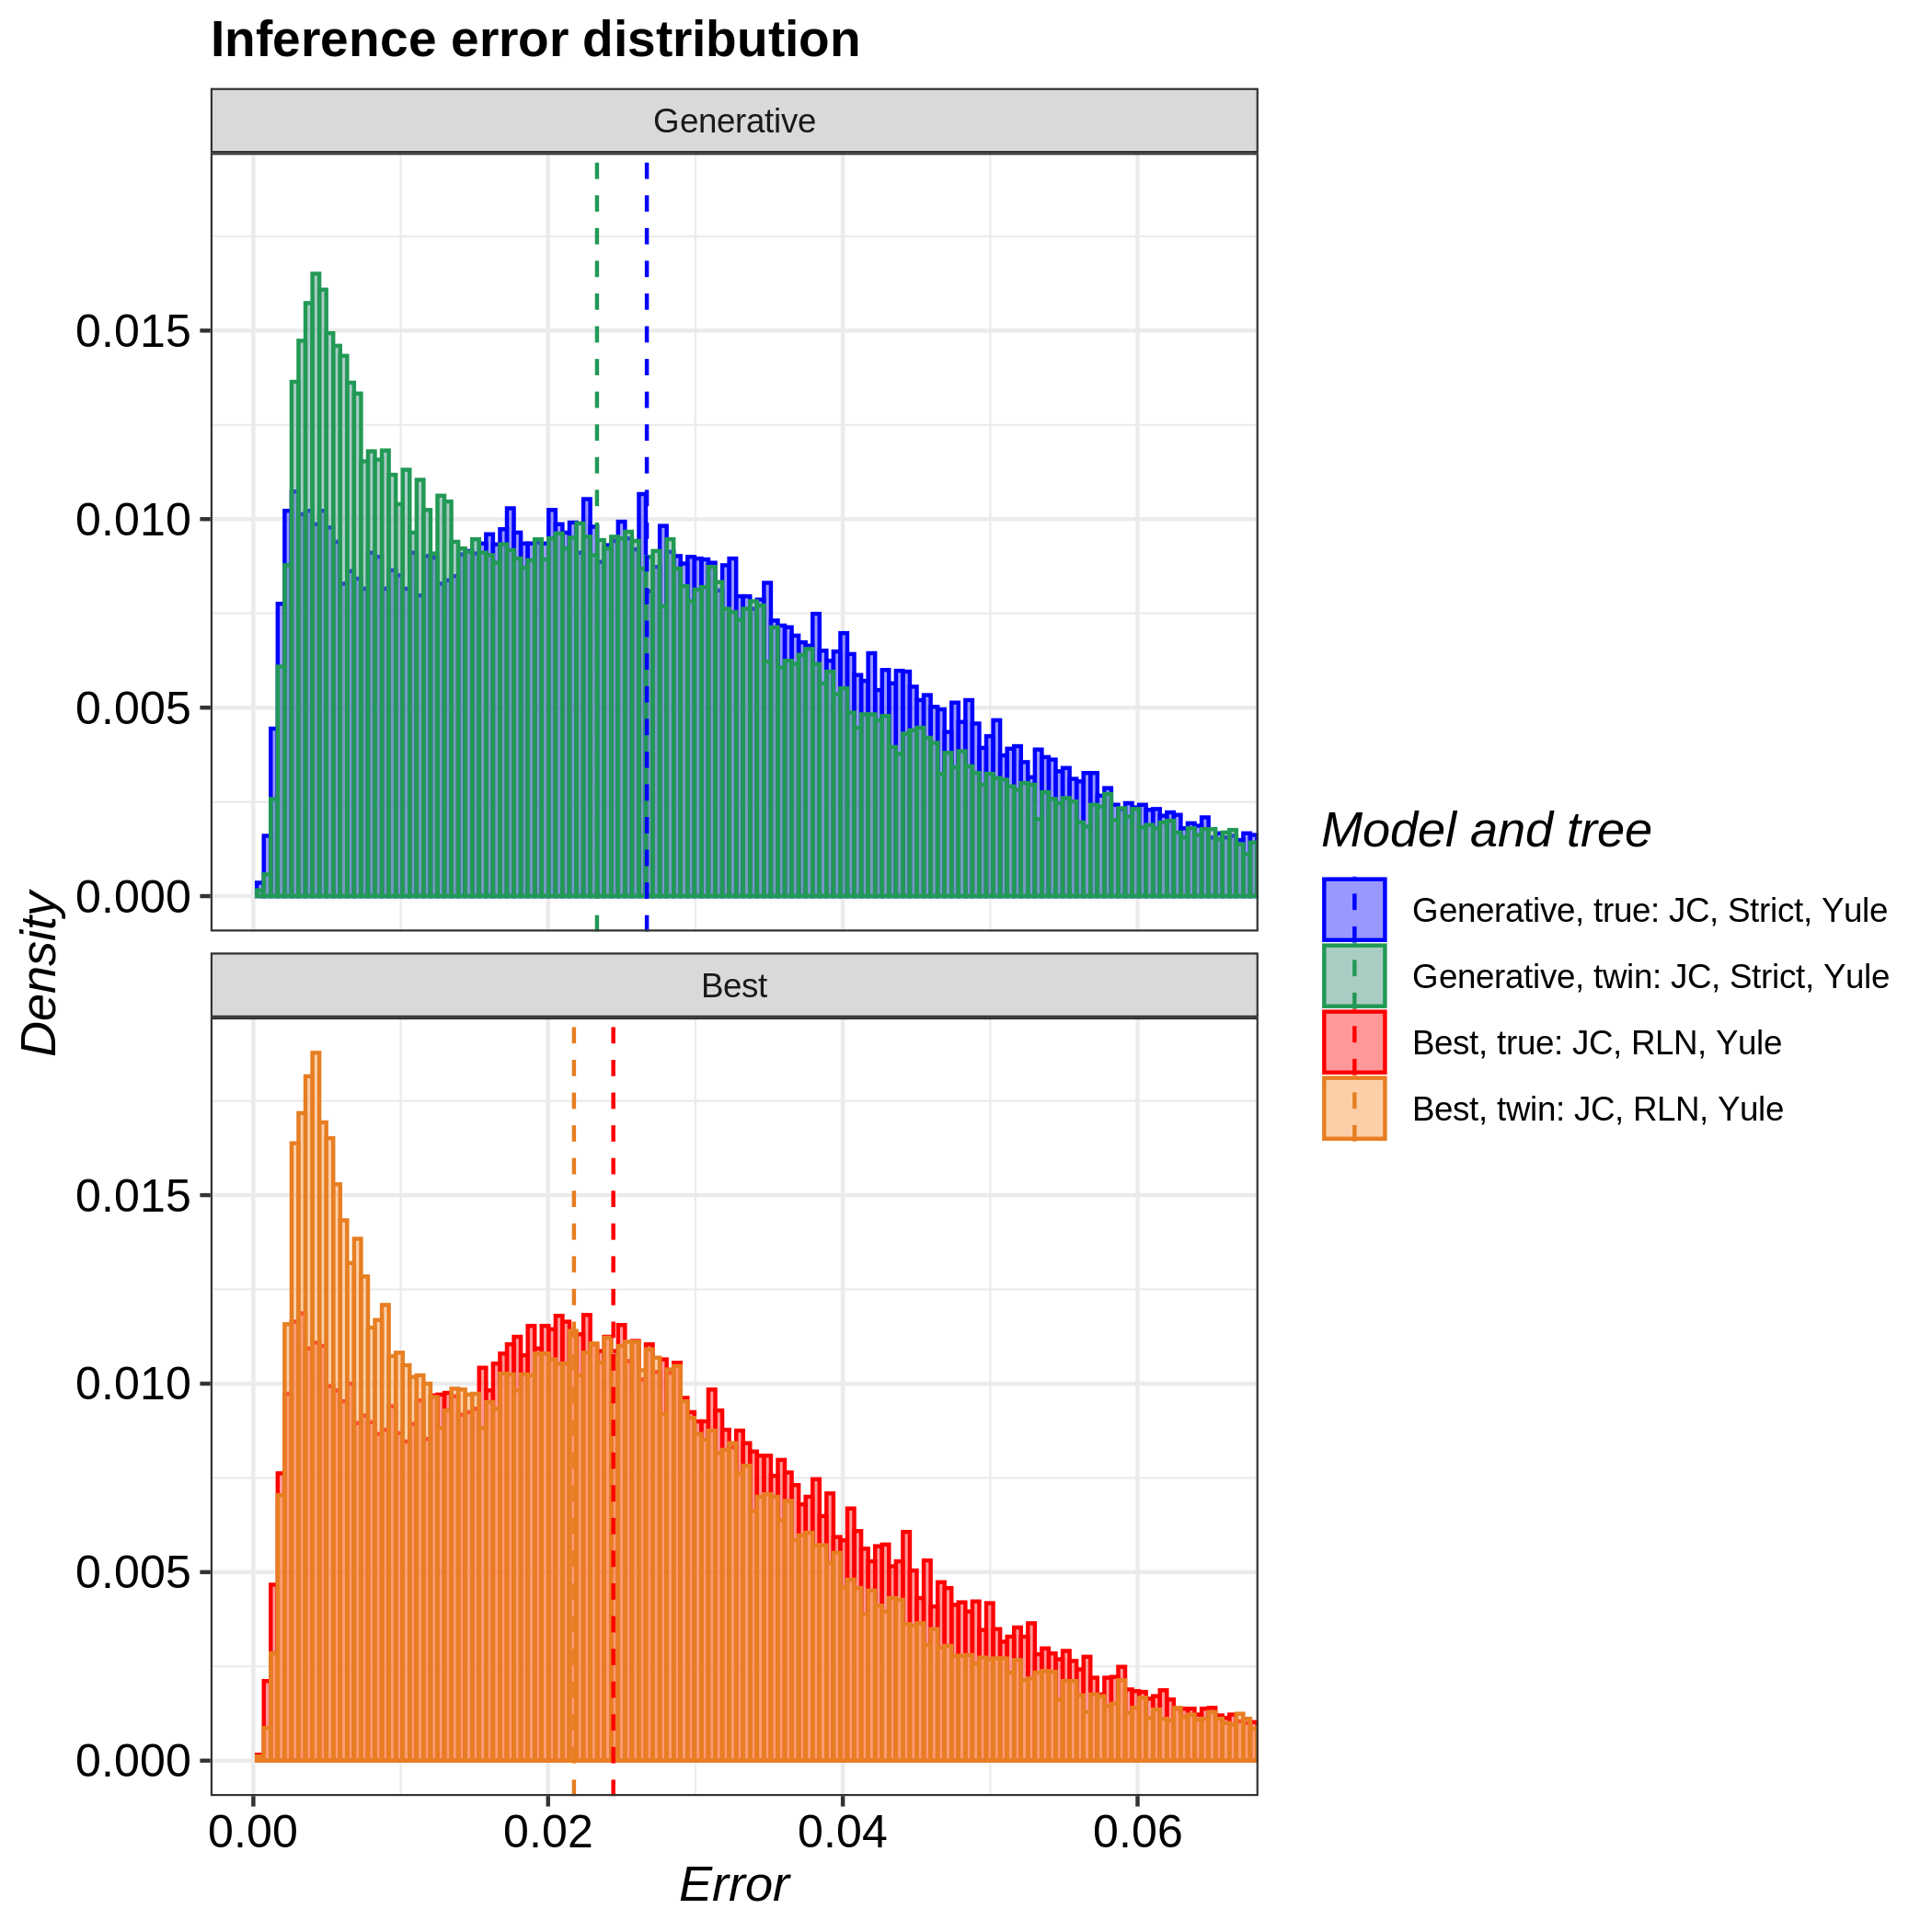 Inference error distribution
Generative
0.015
0.010
0.005
0.000
Density
Best
0.015
0.010
0.005
0.000
0.00 0.02 0.04 0.06
Error
Model and tree
Generative, true: JC, Strict, Yule
Generative, twin: JC, Strict, Yule
Best, true: JC, RLN, Yule
Best, twin: JC, RLN, Yule